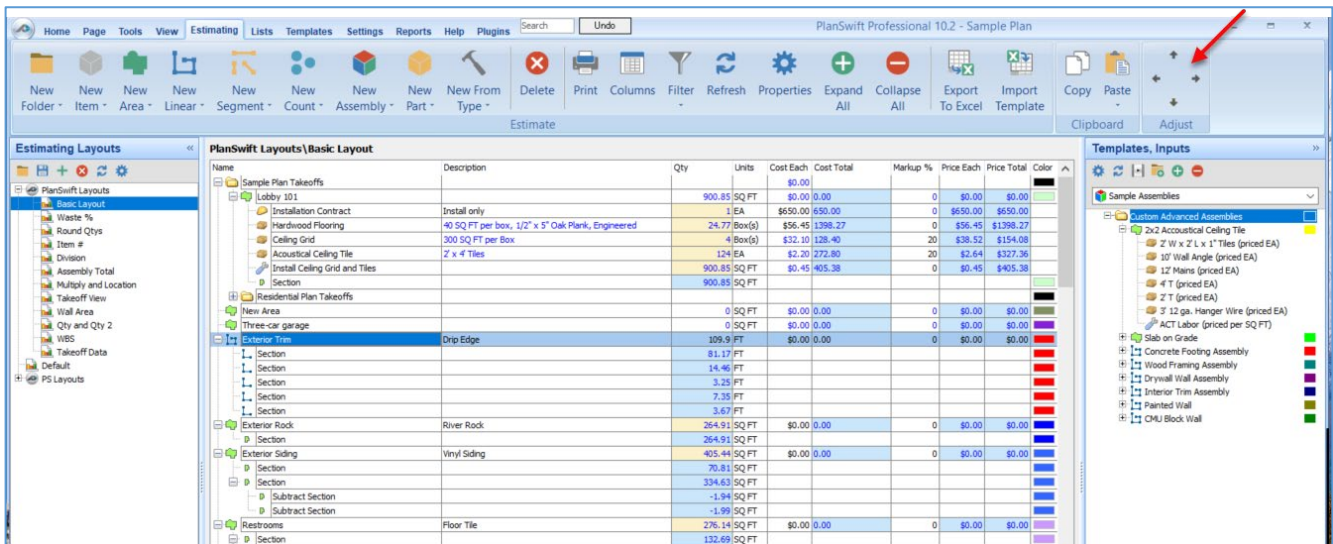 Home Page Tools View Estimating Lists Templates Settings Reports Help Plugins Search Undo PlanSwift Professional 10.2 - Sample Plan
New Folder New Item New Area New Linear New Segment New Count New Assembly New Part New From Type Delete Print Columns Filter Refresh Properties Expand All Collapse All Export To Excel Import Template Copy Paste
Estimate Clipboard Adjust
Estimating Layouts
PlanSwift Layouts
Basic Layout
Waste %
Round Qtys
Item #
Division
Assembly Total
Multiply and Location
Takeoff View
Wall Area
Qty and Qty 2
WBS
Takeoff Data
Default
PS Layouts
PlanSwift Layouts\Basic Layout
Name Description Qty Units Cost Each Cost Total Markup % Price Each Price Total Color
Sample Plan Takeoffs $0.00
Lobby 101 900.85 SQ FT $0.00 0.00 0 $0.00 $0.00
Installation Contract Install only 1 EA $650.00 650.00 0 $650.00 $650.00
Hardwood Flooring 40 SQ FT per box, 1/2" x 5" Oak Plank, Engineered 24.77 Box(s) $56.45 1398.27 0 $56.45 $1398.27
Ceiling Grid 300 SQ FT per Box 4 Box(s) $32.10 128.40 20 $38.52 $154.08
Acoustical Ceiling Tile 2' x 4' Tiles 124 EA $2.20 272.80 20 $2.64 $327.36
Install Ceiling Grid and Tiles 900.85 SQ FT $0.45 405.38 0 $0.45 $405.38
Section 900.85 SQ FT
Residential Plan Takeoffs
New Area 0 SQ FT $0.00 0.00 0 $0.00 $0.00
Three-car garage 0 SQ FT $0.00 0.00 0 $0.00 $0.00
Exterior Trim Drip Edge 109.9 FT $0.00 0.00 0 $0.00 $0.00
Section 81.17 FT
Section 14.46 FT
Section 3.25 FT
Section 7.35 FT
Section 3.67 FT
Exterior Rock River Rock 264.91 SQ FT $0.00 0.00 0 $0.00 $0.00
Section 264.91 SQ FT
Exterior Siding Vinyl Siding 405.44 SQ FT $0.00 0.00 0 $0.00 $0.00
Section 70.81 SQ FT
Section 334.63 SQ FT
Subtract Section -1.94 SQ FT
Subtract Section -1.99 SQ FT
Restrooms Floor Tile 276.14 SQ FT $0.00 0.00 0 $0.00 $0.00
Section 132.69 SQ FT
Templates, Inputs
Sample Assemblies
Custom Advanced Assemblies
2x2 Accoustical Ceiling Tile
2' W x 2' L x 1" Tiles (priced EA)
10' Wall Angle (priced EA)
12' Mains (priced EA)
4' T (priced EA)
2' T (priced EA)
3' 12 ga. Hanger Wire (priced EA)
ACT Labor (priced per SQ FT)
Slab on Grade
Concrete Footing Assembly
Wood Framing Assembly
Drywall Wall Assembly
Interior Trim Assembly
Painted Wall
CMU Block Wall